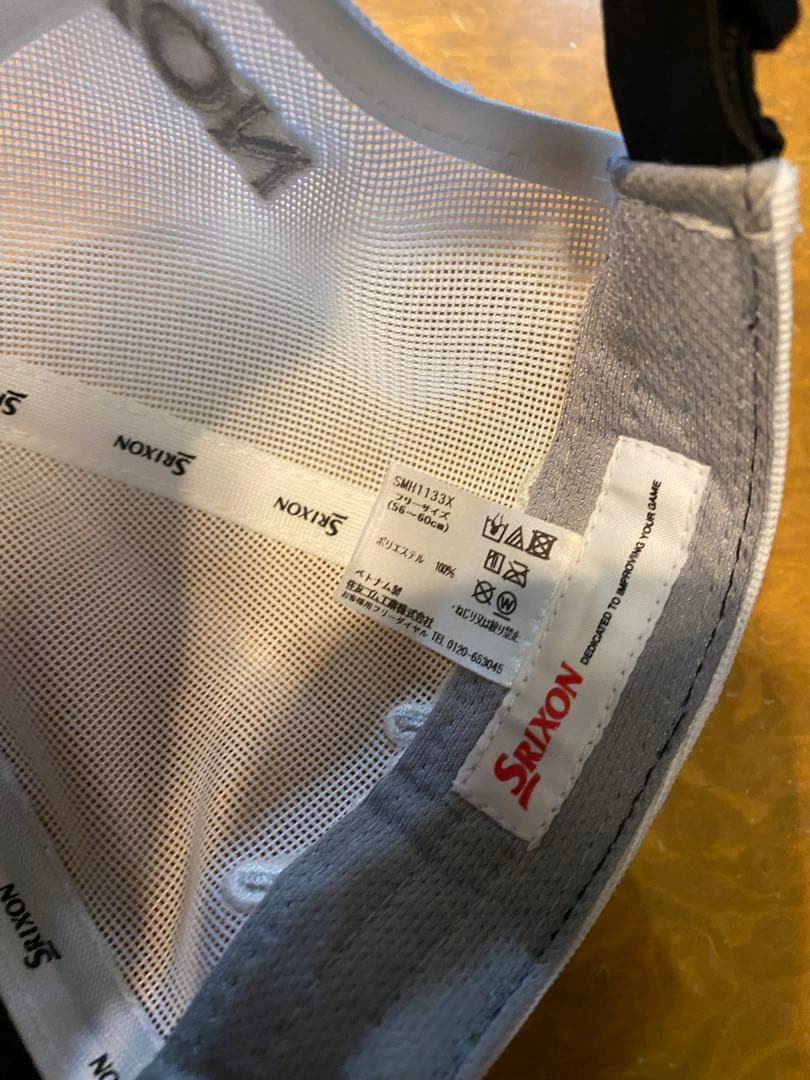 XON
SRIXON
SRIXON
SMH1133X
フリーサイズ
(56～60cm)
ポリエステル 100%
ベトナム製
住友ゴム工業株式会社
お客様用フリーダイヤル TEL 0120-653045
W
・ねじり又は絞り禁止
SRIXON DEDICATED TO IMPROVING YOUR GAME
SRIXON